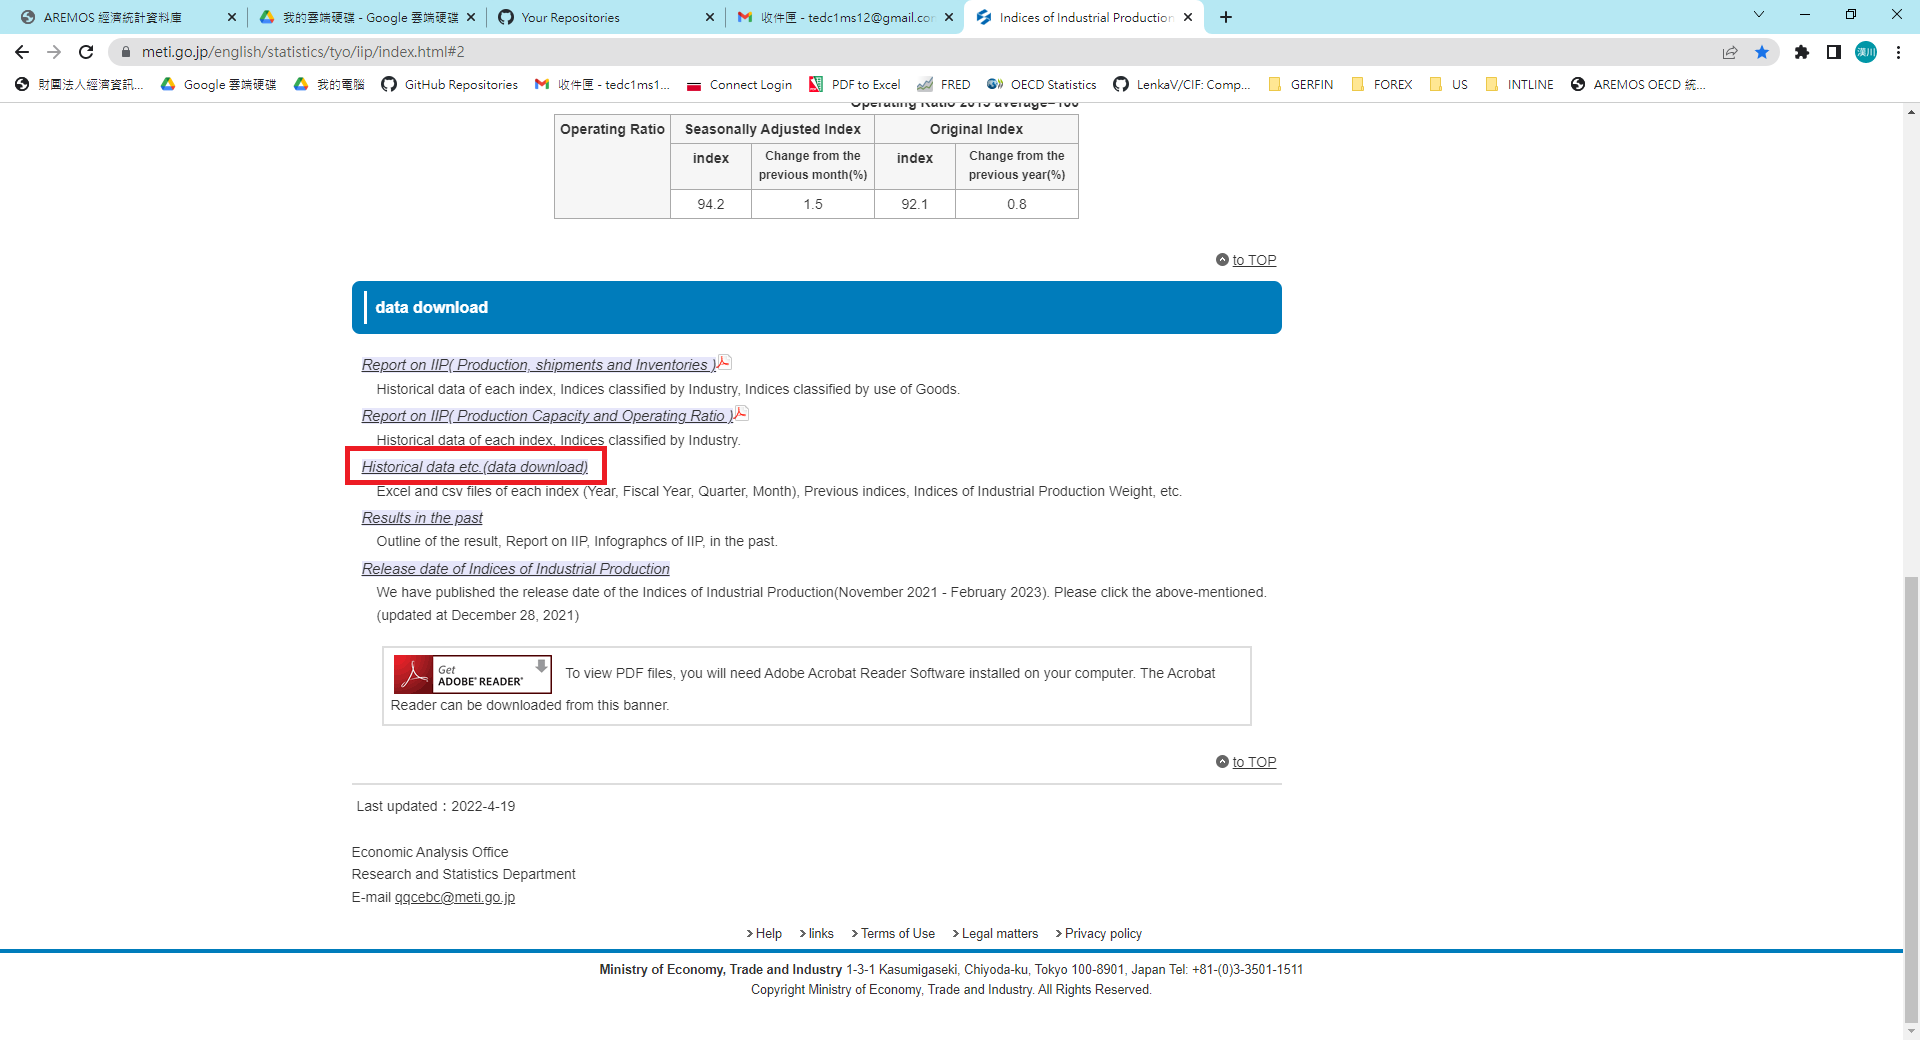 AREMOS 經濟統計資料庫
我的雲端硬碟 - Google 雲端硬碟
Your Repositories
收件匣 - tedc1ms12@gmail.co
Indices of Industrial Production
meti.go.jp/english/statistics/tyo/iip/index.html#2
漢川
財團法人經濟資訊...
Google 雲端硬碟
我的電腦
GitHub Repositories
收件匣 - tedc1ms1...
Connect Login
PDF to Excel
FRED
OECD Statistics
LenkaV/CIF: Comp...
GERFIN
FOREX
US
INTLINE
AREMOS OECD 統...
Operating Ratio 2015 average=100
Operating Ratio Seasonally Adjusted Index Original Index
index Change from the previous month(%) index Change from the previous year(%)
94.2 1.5 92.1 0.8
to TOP
data download
Report on IIP( Production, shipments and Inventories )
Historical data of each index, Indices classified by Industry, Indices classified by use of Goods.
Report on IIP( Production Capacity and Operating Ratio )
Historical data of each index, Indices classified by Industry.
Historical data etc.(data download)
Excel and csv files of each index (Year, Fiscal Year, Quarter, Month), Previous indices, Indices of Industrial Production Weight, etc.
Results in the past
Outline of the result, Report on IIP, Infographcs of IIP, in the past.
Release date of Indices of Industrial Production
We have published the release date of the Indices of Industrial Production(November 2021 - February 2023). Please click the above-mentioned.
(updated at December 28, 2021)
Get
ADOBE® READER®
To view PDF files, you will need Adobe Acrobat Reader Software installed on your computer. The Acrobat
Reader can be downloaded from this banner.
to TOP
Last updated：2022-4-19
Economic Analysis Office
Research and Statistics Department
E-mail qqcebc@meti.go.jp
Help links Terms of Use Legal matters Privacy policy
Ministry of Economy, Trade and Industry 1-3-1 Kasumigaseki, Chiyoda-ku, Tokyo 100-8901, Japan Tel: +81-(0)3-3501-1511
Copyright Ministry of Economy, Trade and Industry. All Rights Reserved.